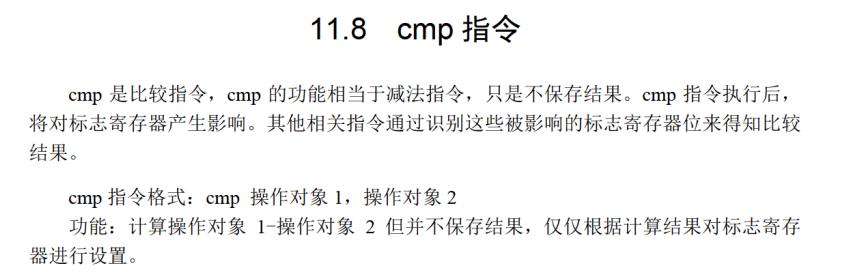 11.8 cmp 指令
cmp 是比较指令，cmp 的功能相当于减法指令，只是不保存结果。cmp 指令执行后，
将对标志寄存器产生影响。其他相关指令通过识别这些被影响的标志寄存器位来得知比较
结果。
cmp 指令格式：cmp 操作对象 1，操作对象 2
功能：计算操作对象 1-操作对象 2 但并不保存结果，仅仅根据计算结果对标志寄存
器进行设置。